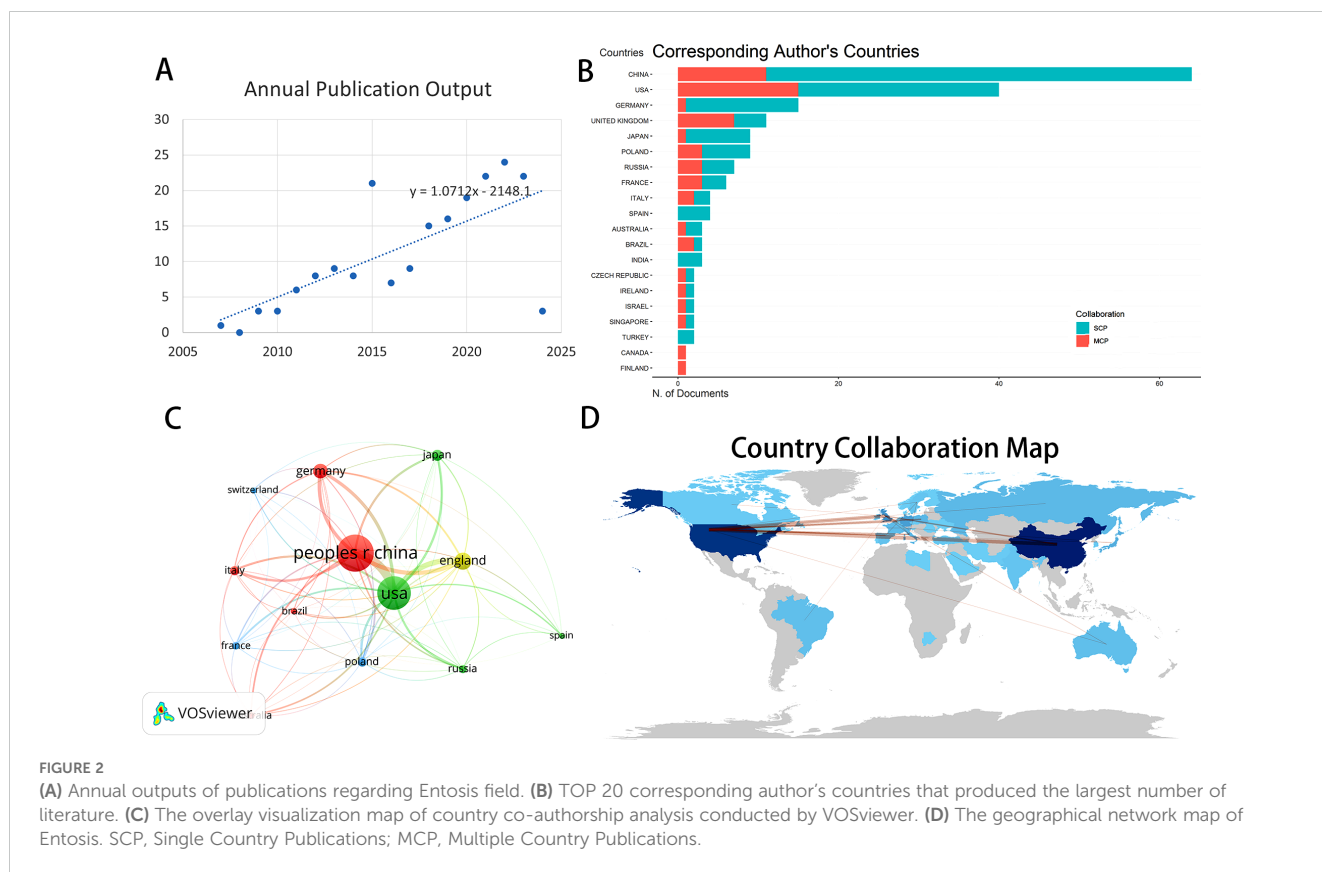 A
Annual Publication Output
30
25
20
15
10
5
0
y = 1.0712x - 2148.1
2005
2010
2015
2020
2025
B
Countries
Corresponding Author's Countries
CHINA
USA
GERMANY
UNITED KINGDOM
JAPAN
POLAND
RUSSIA
FRANCE
ITALY
SPAIN
AUSTRALIA
BRAZIL
INDIA
CZECH REPUBLIC
IRELAND
ISRAEL
SINGAPORE
TURKEY
CANADA
FINLAND
Collaboration
SCP
MCP
0
20
40
60
N. of Documents
C
japan
germany
switzerland
peoples r china
england
italy
usa
brazil
spain
france
poland
russia
VOSviewer
D
Country Collaboration Map
FIGURE 2
(A) Annual outputs of publications regarding Entosis field. (B) TOP 20 corresponding author's countries that produced the largest number of
literature. (C) The overlay visualization map of country co-authorship analysis conducted by VOSviewer. (D) The geographical network map of
Entosis. SCP, Single Country Publications; MCP, Multiple Country Publications.